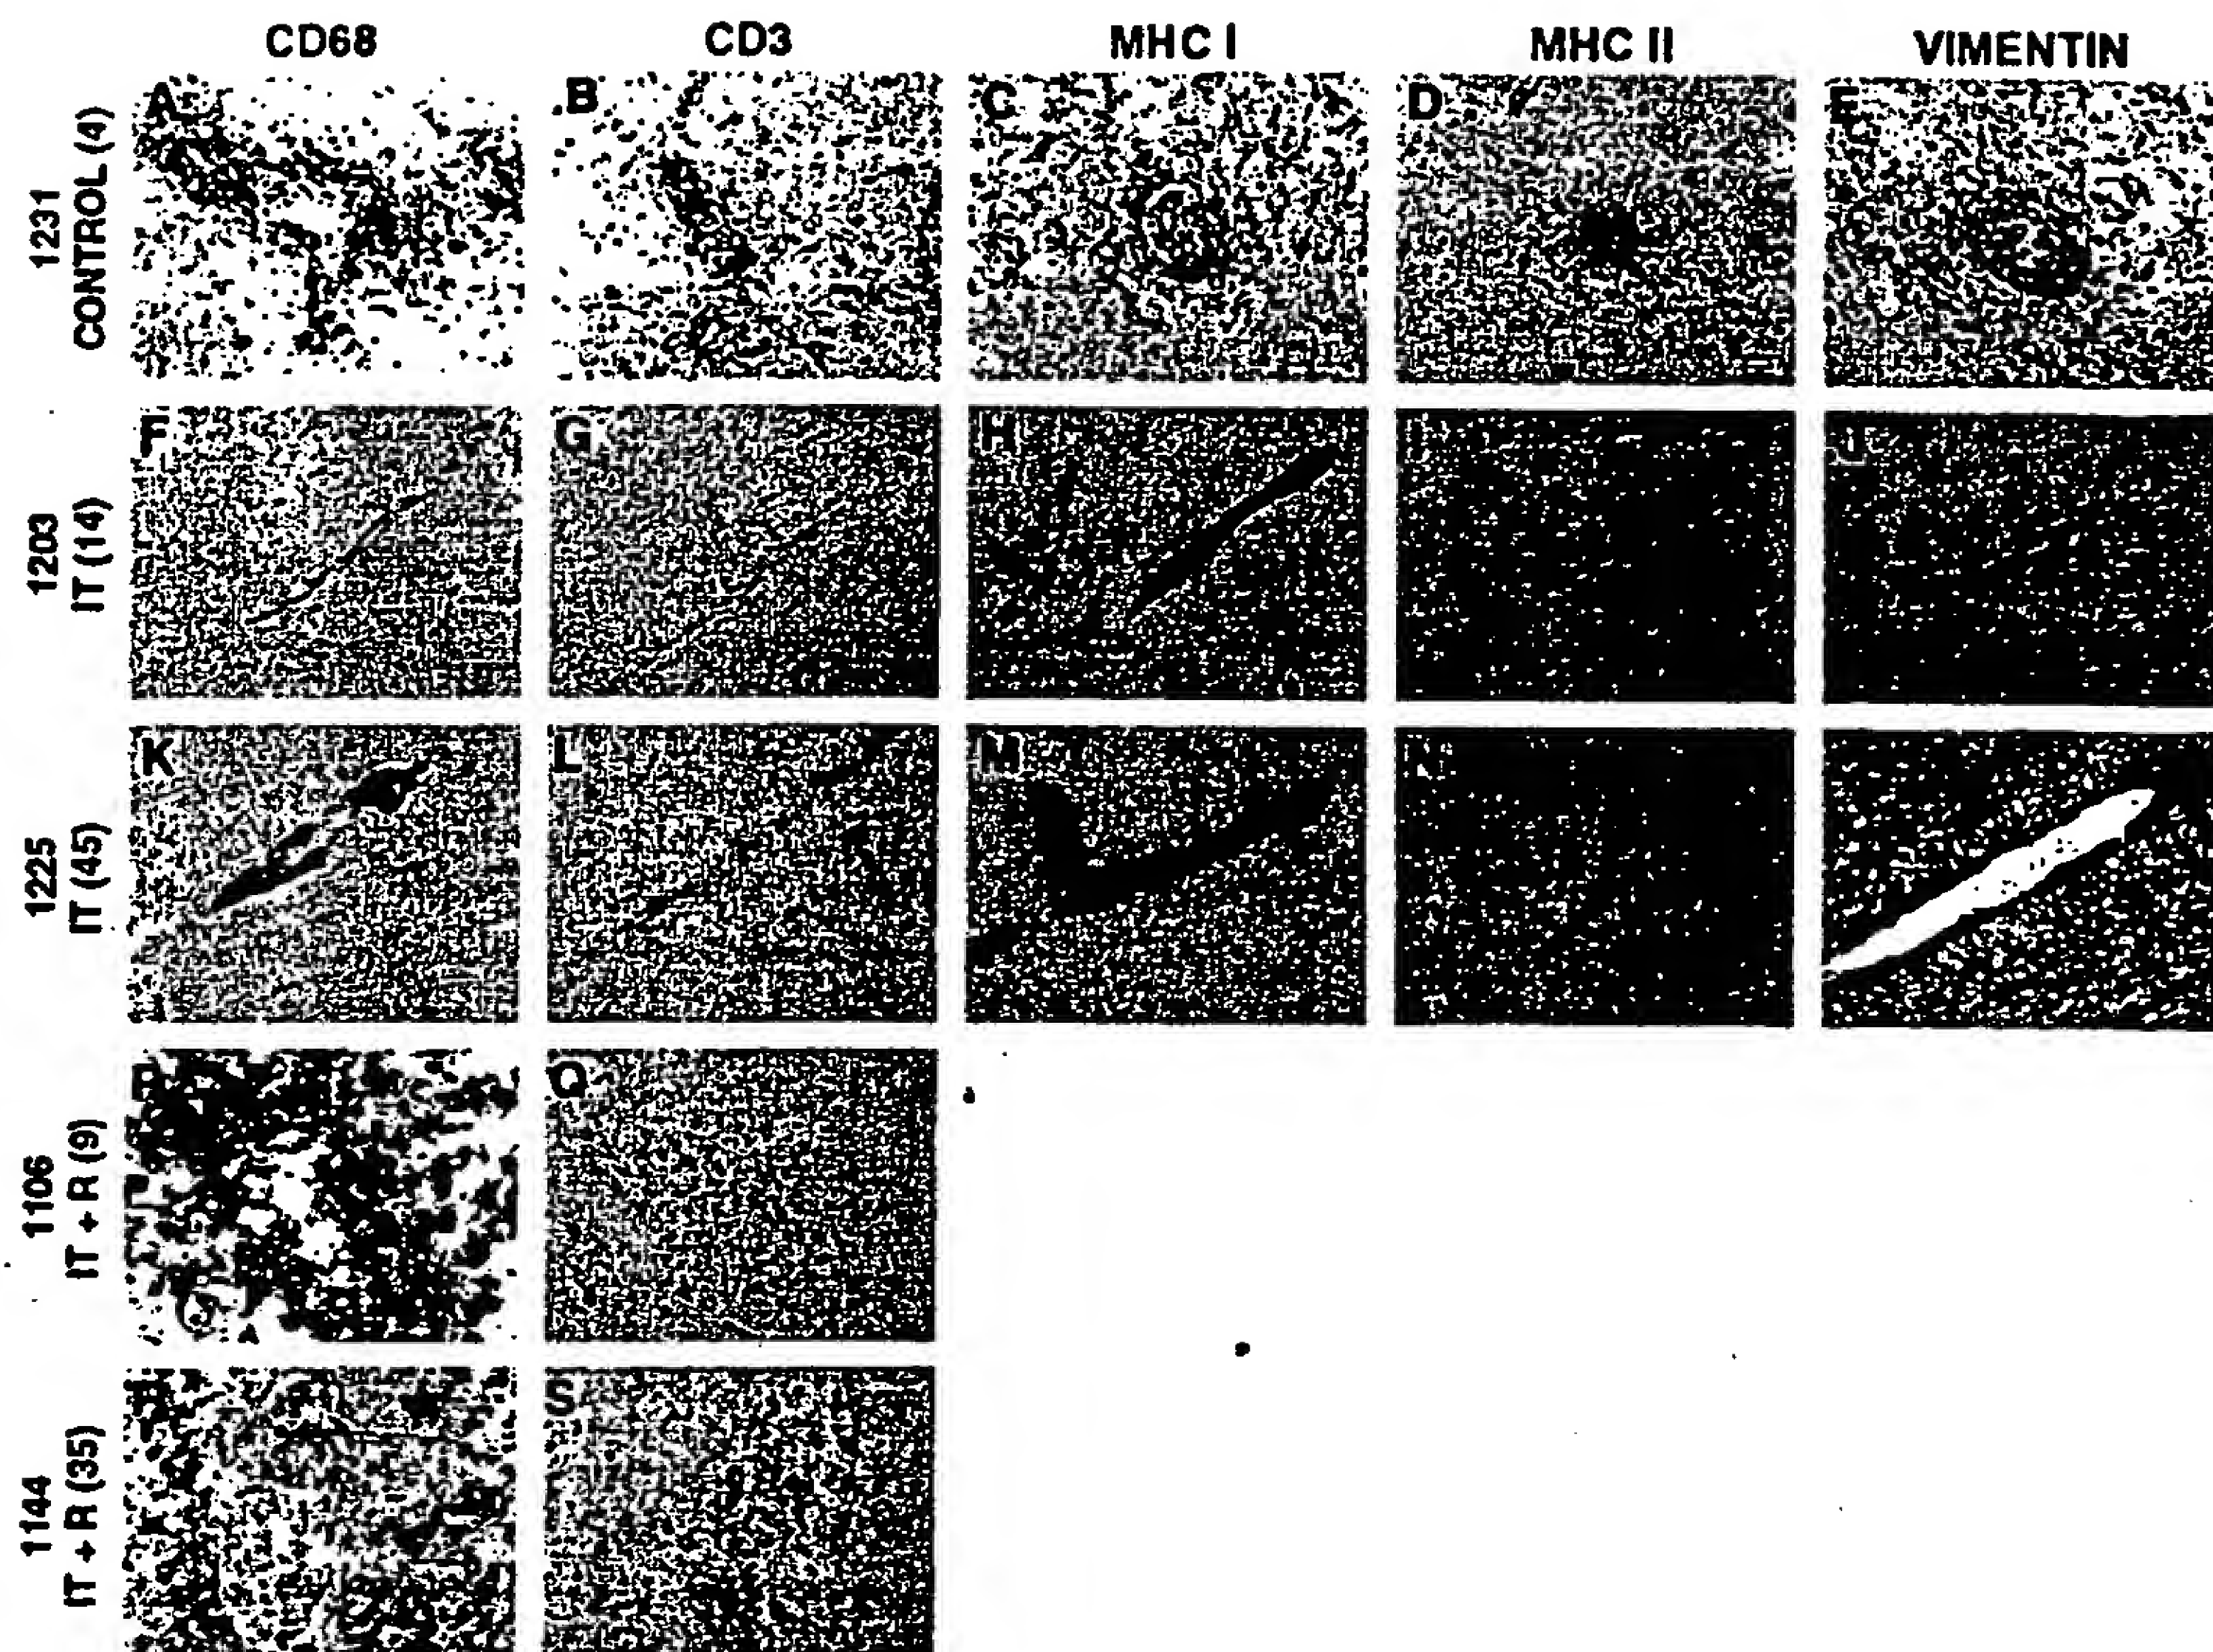 CD68 CD3 MHC I MHC II VIMENTIN
1231
CONTROL (4)
A B C D E
1203
IT (14)
F G H I J
1225
IT (45)
K L M N
1106
IT + R (9)
P Q
1144
IT + R (35)
R S